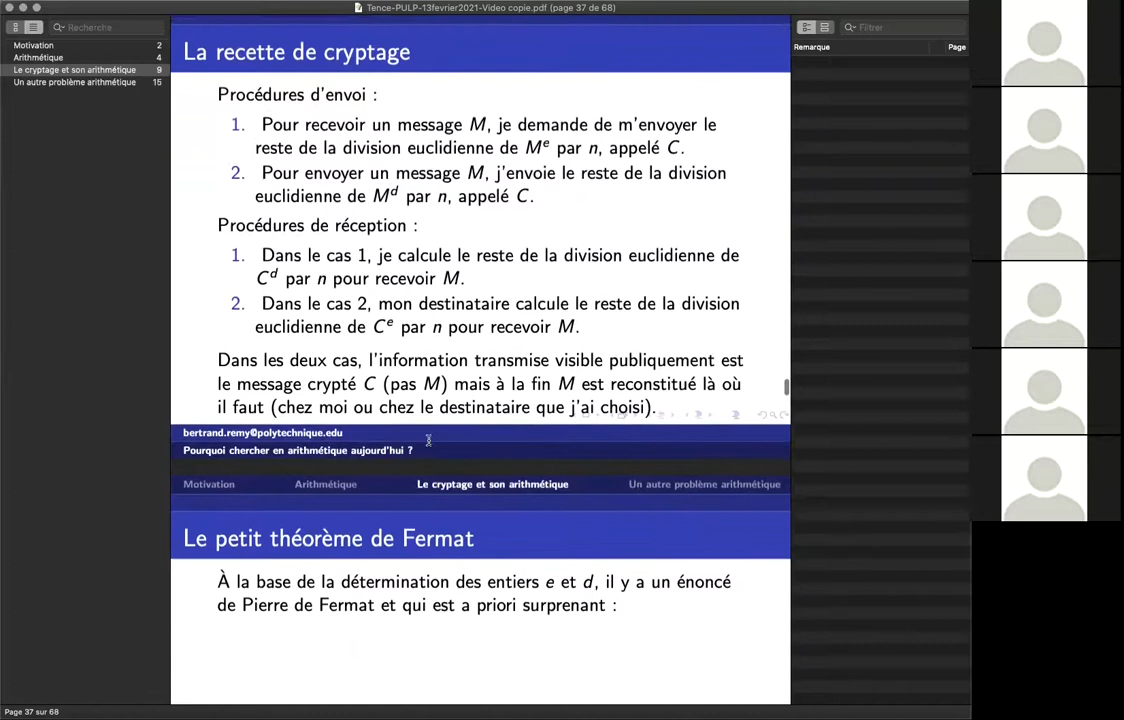 Tence-PULP-13fevrier2021-Video copie.pdf (page 37 de 68)
Recherche
Filtrer
Motivation 2
Arithmétique 4
Le cryptage et son arithmétique 9
Un autre problème arithmétique 15
Remarque Page
La recette de cryptage
Procédures d'envoi :
1. Pour recevoir un message M, je demande de m'envoyer le
reste de la division euclidienne de M^e par n, appelé C.
2. Pour envoyer un message M, j'envoie le reste de la division
euclidienne de M^d par n, appelé C.
Procédures de réception :
1. Dans le cas 1, je calcule le reste de la division euclidienne de
C^d par n pour recevoir M.
2. Dans le cas 2, mon destinataire calcule le reste de la division
euclidienne de C^e par n pour recevoir M.
Dans les deux cas, l'information transmise visible publiquement est
le message crypté C (pas M) mais à la fin M est reconstitué là où
il faut (chez moi ou chez le destinataire que j'ai choisi).
bertrand.remy@polytechnique.edu
Pourquoi chercher en arithmétique aujourd'hui ?
Motivation Arithmétique Le cryptage et son arithmétique Un autre problème arithmétique
Le petit théorème de Fermat
À la base de la détermination des entiers e et d, il y a un énoncé
de Pierre de Fermat et qui est a priori surprenant :
Page 37 sur 68